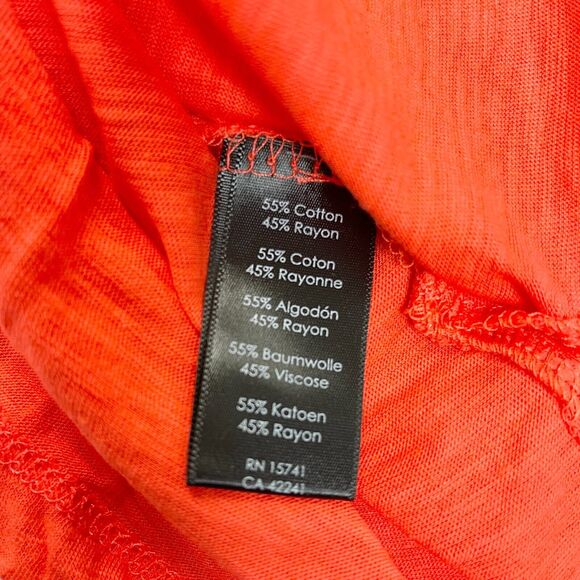 55% Cotton
45% Rayon
55% Coton
45% Rayonne
55% Algodón
45% Rayon
55% Baumwolle
45% Viscose
55% Katoen
45% Rayon
RN 15741
CA 42241